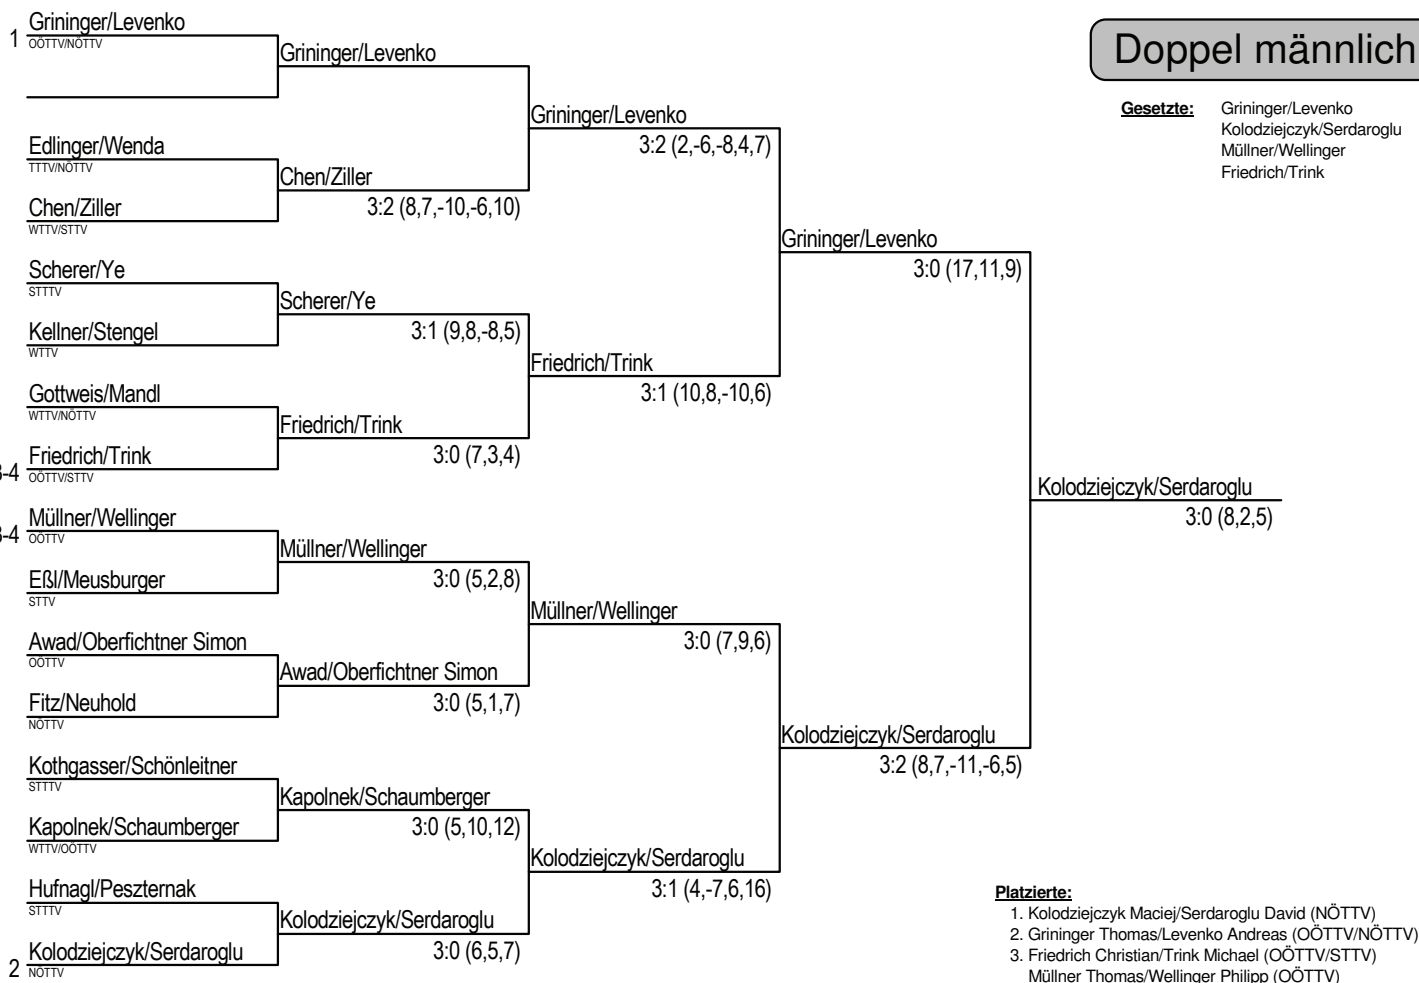 Doppel männlich
Gesetzte: Grininger/Levenko
Kolodziejczyk/Serdaroglu
Müllner/Wellinger
Friedrich/Trink
1 Grininger/Levenko
OÖTTV/NÖTTV
Edlinger/Wenda
TTTV/NÖTTV
Chen/Ziller
WTTV/STTV
Scherer/Ye
STTTV
Kellner/Stengel
WTTV
Gottweis/Mandl
WTTV/NÖTTV
3-4 Friedrich/Trink
OÖTTV/STTV
3-4 Müllner/Wellinger
OÖTTV
Eßl/Meusburger
STTV
Awad/Oberfichtner Simon
OÖTTV
Fitz/Neuhold
NÖTTV
Kothgasser/Schönleitner
STTTV
Kapolnek/Schaumberger
WTTV/OÖTTV
Hufnagl/Peszternak
STTTV
2 Kolodziejczyk/Serdaroglu
NÖTTV
Grininger/Levenko
Chen/Ziller
3:2 (8,7,-10,-6,10)
Scherer/Ye
3:1 (9,8,-8,5)
Friedrich/Trink
3:0 (7,3,4)
Müllner/Wellinger
3:0 (5,2,8)
Awad/Oberfichtner Simon
3:0 (5,1,7)
Kapolnek/Schaumberger
3:0 (5,10,12)
Kolodziejczyk/Serdaroglu
3:0 (6,5,7)
Grininger/Levenko
3:2 (2,-6,-8,4,7)
Friedrich/Trink
3:1 (10,8,-10,6)
Müllner/Wellinger
3:0 (7,9,6)
Kolodziejczyk/Serdaroglu
3:1 (4,-7,6,16)
Grininger/Levenko
3:0 (17,11,9)
Kolodziejczyk/Serdaroglu
3:2 (8,7,-11,-6,5)
Kolodziejczyk/Serdaroglu
3:0 (8,2,5)
Platzierte:
1. Kolodziejczyk Maciej/Serdaroglu David (NÖTTV)
2. Grininger Thomas/Levenko Andreas (OÖTTV/NÖTTV)
3. Friedrich Christian/Trink Michael (OÖTTV/STTV)
Müllner Thomas/Wellinger Philipp (OÖTTV)